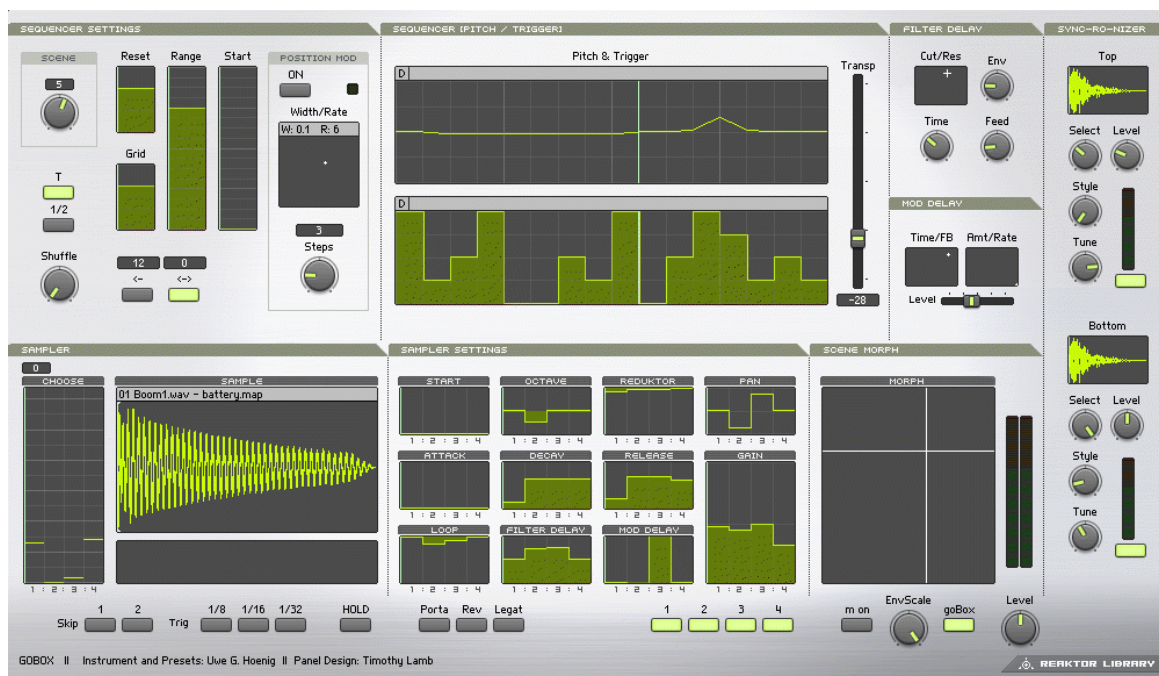 SEQUENCER SETTINGS
SCENE
5
Reset Range Start
Grid
T
1/2
Shuffle
12 0
<- <->
POSITION MOD
ON
Width/Rate
W: 0.1 R: 6
3
Steps
SEQUENCER [PITCH / TRIGGER]
Pitch & Trigger
D
D
Transp
-28
FILTER DELAY
Cut/Res Env
Time Feed
MOD DELAY
Time/FB Amt/Rate
Level
SYNC-RO-NIZER
Top
Select Level
Style
Tune
Bottom
Select Level
Style
Tune
SAMPLER
0
CHOOSE
1 : 2 : 3 : 4
SAMPLE
01 Boom1.wav - battery.map
SAMPLER SETTINGS
START OCTAVE REDUKTOR PAN
1 : 2 : 3 : 4 1 : 2 : 3 : 4 1 : 2 : 3 : 4 1 : 2 : 3 : 4
ATTACK DECAY RELEASE GAIN
1 : 2 : 3 : 4 1 : 2 : 3 : 4 1 : 2 : 3 : 4
LOOP FILTER DELAY MOD DELAY
1 : 2 : 3 : 4 1 : 2 : 3 : 4 1 : 2 : 3 : 4 1 : 2 : 3 : 4
SCENE MORPH
MORPH
1 2 1/8 1/16 1/32 HOLD
Skip Trig
Porta Rev Legat
1 2 3 4
m on EnvScale goBox Level
GOBOX II Instrument and Presets: Uwe G. Hoenig II Panel Design: Timothy Lamb
REAKTOR LIBRARY